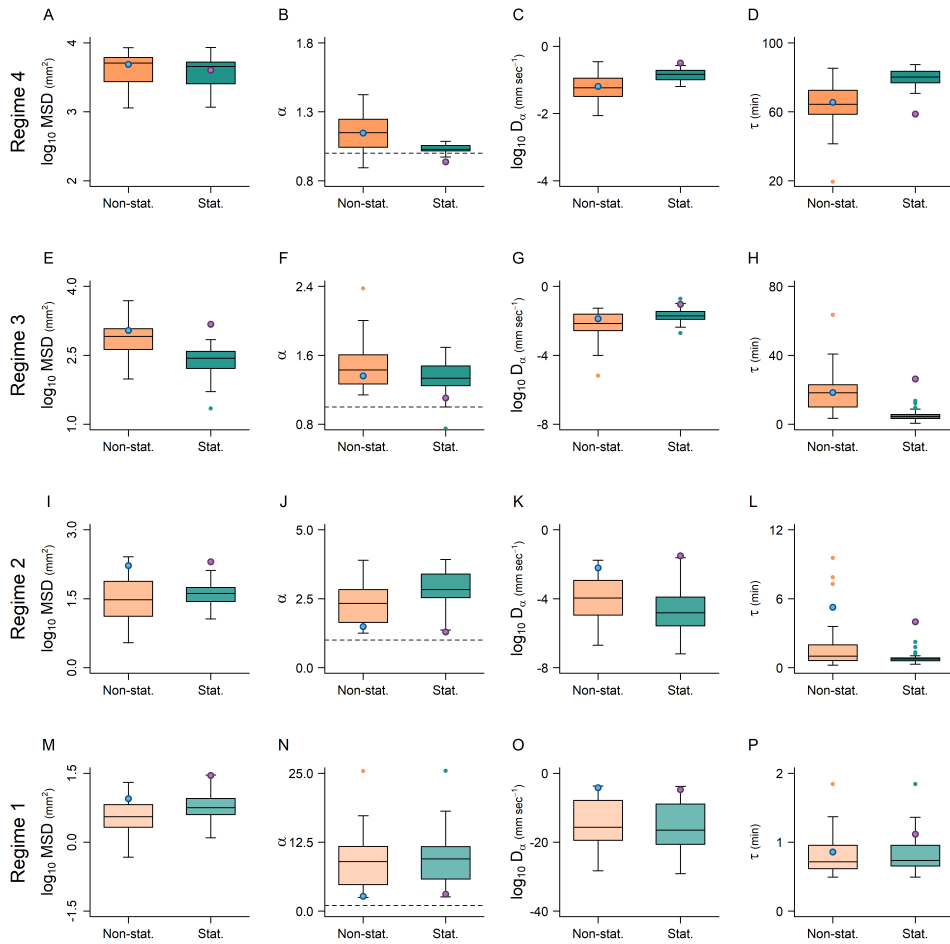 A B C D
Regime 4
log₁₀ MSD (mm²)
4
3
2
Non-stat. Stat.
α
1.8
1.3
0.8
Non-stat. Stat.
log₁₀ Dα (mm sec⁻¹)
-0
-2
-4
Non-stat. Stat.
τ (min)
100
60
20
Non-stat. Stat.
E F G H
Regime 3
log₁₀ MSD (mm²)
4.0
2.5
1.0
Non-stat. Stat.
α
2.4
1.6
0.8
Non-stat. Stat.
log₁₀ Dα (mm sec⁻¹)
0
-4
-8
Non-stat. Stat.
τ (min)
80
40
0
Non-stat. Stat.
I J K L
Regime 2
log₁₀ MSD (mm²)
3.0
1.5
0.0
Non-stat. Stat.
α
5.0
2.5
0.0
Non-stat. Stat.
log₁₀ Dα (mm sec⁻¹)
0
-4
-8
Non-stat. Stat.
τ (min)
12
6
0
Non-stat. Stat.
M N O P
Regime 1
log₁₀ MSD (mm²)
1.5
0.0
-1.5
Non-stat. Stat.
α
25.0
12.5
0.0
Non-stat. Stat.
log₁₀ Dα (mm sec⁻¹)
0
-20
-40
Non-stat. Stat.
τ (min)
2
1
0
Non-stat. Stat.